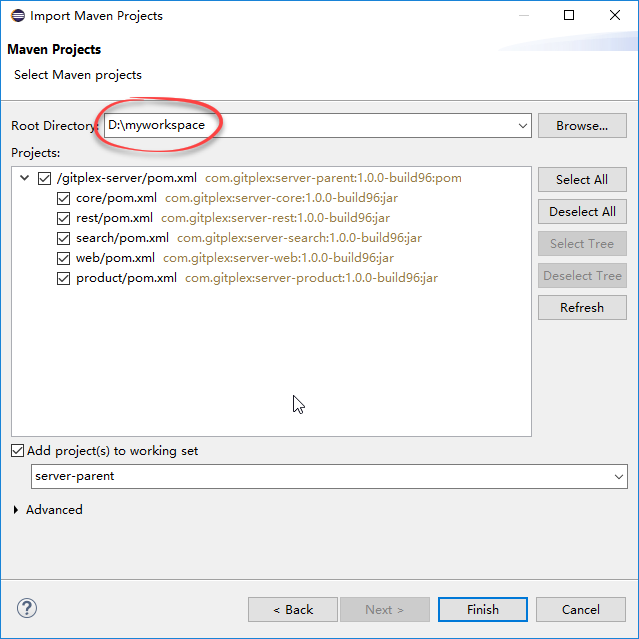 Import Maven Projects
Maven Projects
Select Maven projects
Root Directory: D:\myworkspace Browse...
Projects:
/gitplex-server/pom.xml com.gitplex:server-parent:1.0.0-build96:pom Select All
core/pom.xml com.gitplex:server-core:1.0.0-build96:jar
rest/pom.xml com.gitplex:server-rest:1.0.0-build96:jar Deselect All
search/pom.xml com.gitplex:server-search:1.0.0-build96:jar Select Tree
web/pom.xml com.gitplex:server-web:1.0.0-build96:jar
product/pom.xml com.gitplex:server-product:1.0.0-build96:jar Deselect Tree
Refresh
Add project(s) to working set
server-parent
Advanced
? < Back Next > Finish Cancel